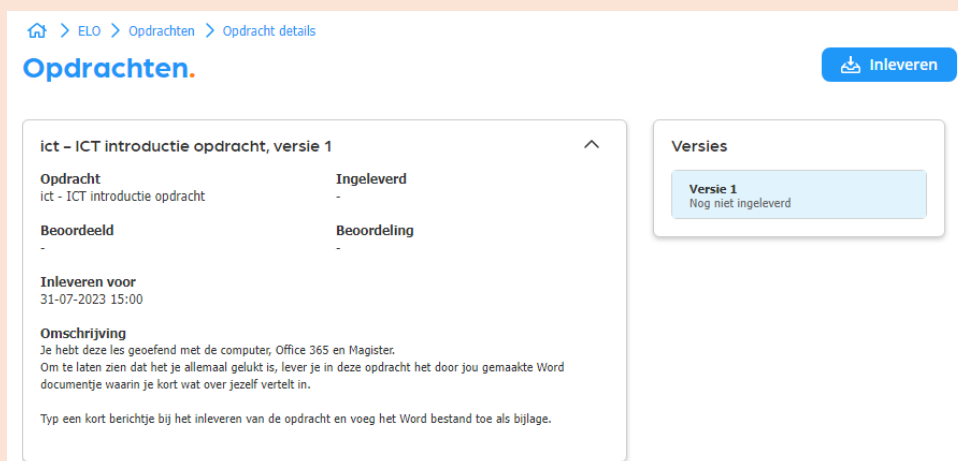 ELO > Opdrachten > Opdracht details
Opdrachten.
Inleveren
ict – ICT introductie opdracht, versie 1
Opdracht
ict - ICT introductie opdracht
Ingeleverd
-
Beoordeeld
-
Beoordeling
-
Inleveren voor
31-07-2023 15:00
Omschrijving
Je hebt deze les geoefend met de computer, Office 365 en Magister.
Om te laten zien dat het je allemaal gelukt is, lever je in deze opdracht het door jou gemaakte Word
documentje waarin je kort wat over jezelf vertelt in.
Typ een kort berichtje bij het inleveren van de opdracht en voeg het Word bestand toe als bijlage.
Versies
Versie 1
Nog niet ingeleverd